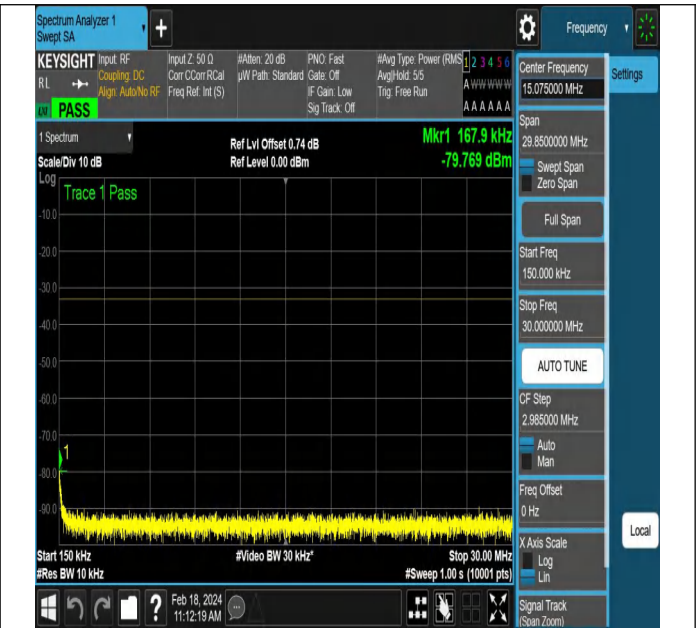 Spectrum Analyzer 1
Swept SA
+
Frequency
KEYSIGHT
RL
PASS
Input: RF
Coupling: DC
Align: Auto/No RF
Input Z: 50 Ω
Corr CCorr RCal
Freq Ref: Int (S)
#Atten: 20 dB
µW Path: Standard
PNO: Fast
Gate: Off
IF Gain: Low
Sig Track: Off
#Avg Type: Power (RMS
Avg|Hold: 5/5
Trig: Free Run
1 2 3 4 5 6
A W W W W W
A A A A A A
1 Spectrum
Scale/Div 10 dB
Ref Lvl Offset 0.74 dB
Ref Level 0.00 dBm
Mkr1 167.9 kHz
-79.769 dBm
Log
Trace 1 Pass
-10.0
-20.0
-30.0
-40.0
-50.0
-60.0
-70.0
1
-80.0
-90.0
Start 150 kHz
#Video BW 30 kHz*
Stop 30.00 MHz
#Res BW 10 kHz
#Sweep 1.00 s (10001 pts)
?
Feb 18, 2024
11:12:19 AM
Center Frequency
15.075000 MHz
Settings
Span
29.8500000 MHz
Swept Span
Zero Span
Full Span
Start Freq
150.000 kHz
Stop Freq
30.000000 MHz
AUTO TUNE
CF Step
2.985000 MHz
Auto
Man
Freq Offset
0 Hz
X Axis Scale
Log
Lin
Local
Signal Track
(Span Zoom)